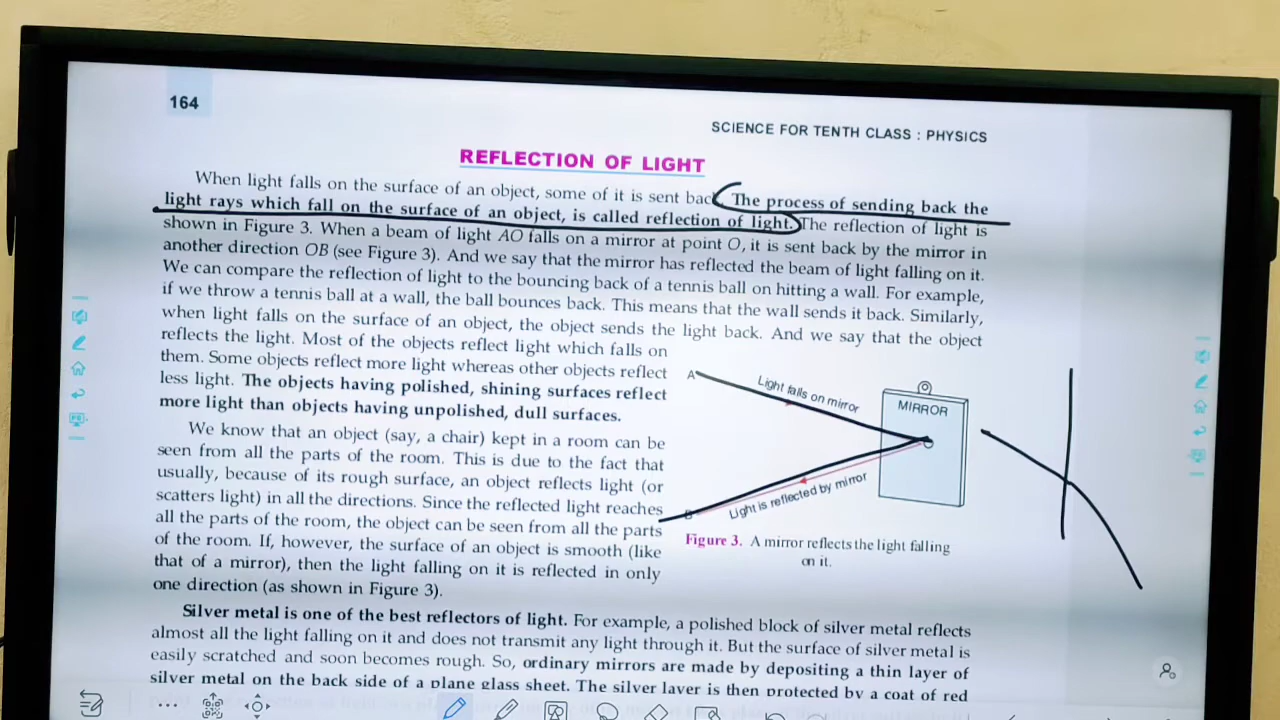 164
SCIENCE FOR TENTH CLASS : PHYSICS
REFLECTION OF LIGHT
When light falls on the surface of an object, some of it is sent back. The process of sending back the
light rays which fall on the surface of an object, is called reflection of light. The reflection of light is
shown in Figure 3. When a beam of light AO falls on a mirror at point O, it is sent back by the mirror in
another direction OB (see Figure 3). And we say that the mirror has reflected the beam of light falling on it.
We can compare the reflection of light to the bouncing back of a tennis ball on hitting a wall. For example,
if we throw a tennis ball at a wall, the ball bounces back. This means that the wall sends it back. Similarly,
when light falls on the surface of an object, the object sends the light back. And we say that the object
reflects the light. Most of the objects reflect light which falls on
them. Some objects reflect more light whereas other objects reflect
less light. The objects having polished, shining surfaces reflect
more light than objects having unpolished, dull surfaces.
We know that an object (say, a chair) kept in a room can be
seen from all the parts of the room. This is due to the fact that
usually, because of its rough surface, an object reflects light (or
scatters light) in all the directions. Since the reflected light reaches
all the parts of the room, the object can be seen from all the parts
of the room. If, however, the surface of an object is smooth (like
that of a mirror), then the light falling on it is reflected in only
one direction (as shown in Figure 3).
A
Light falls on mirror
MIRROR
O
B
Light is reflected by mirror
Figure 3. A mirror reflects the light falling
on it.
Silver metal is one of the best reflectors of light. For example, a polished block of silver metal reflects
almost all the light falling on it and does not transmit any light through it. But the surface of silver metal is
easily scratched and soon becomes rough. So, ordinary mirrors are made by depositing a thin layer of
silver metal on the back side of a plane glass sheet. The silver layer is then protected by a coat of red